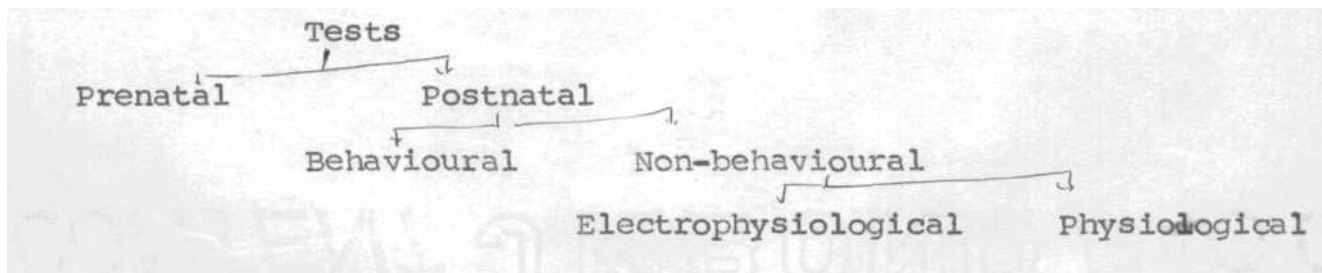 Tests
Prenatal Postnatal
Behavioural Non-behavioural
Electrophysiological Physiological